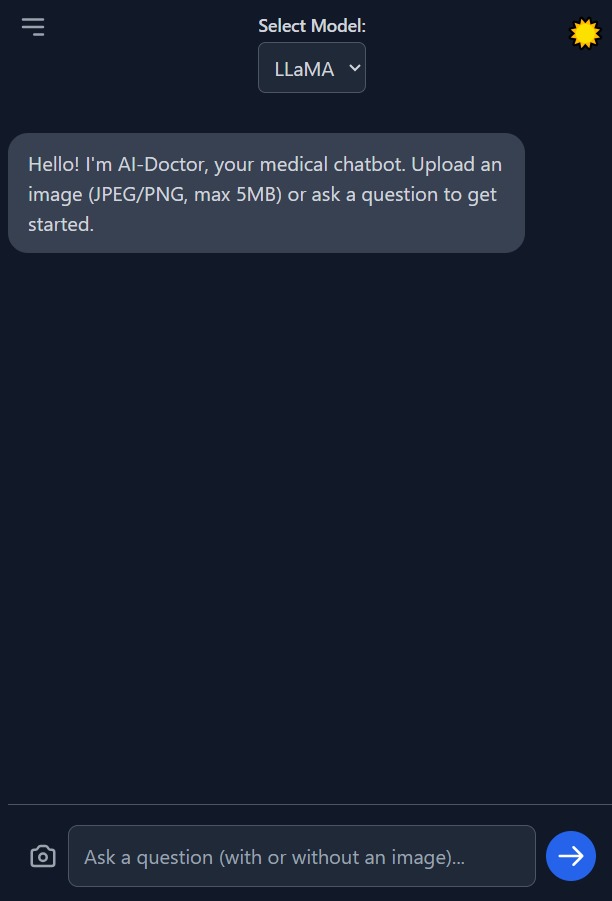 Select Model:
LLaMA
Hello! I'm AI-Doctor, your medical chatbot. Upload an
image (JPEG/PNG, max 5MB) or ask a question to get
started.
Ask a question (with or without an image)...